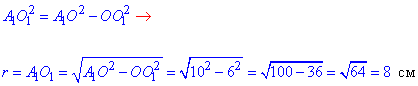 A₁O₁² = A₁O² − OO₁² →
r = A₁O₁ = √(A₁O² − OO₁²) = √(10² − 6²) = √(100 − 36) = √64 = 8 см